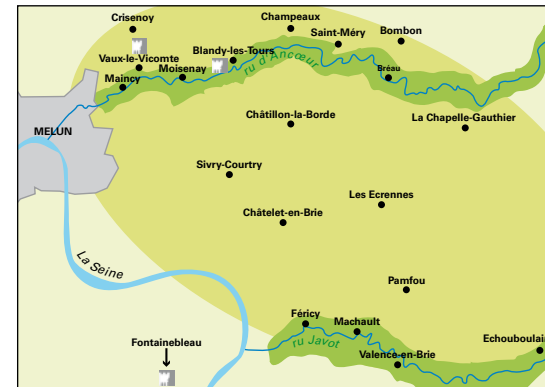 Crisenoy
Champeaux
Saint-Méry
Bombon
Vaux-le-Vicomte
Blandy-les-Tours
Maincy
Moisenay
ru d'Ancœur
Bréau
MELUN
Châtillon-la-Borde
La Chapelle-Gauthier
Sivry-Courtry
Les Ecrennes
Châtelet-en-Brie
La Seine
Pamfou
Féricy
Machault
ru Javot
Valence-en-Brie
Echouboulai
Fontainebleau